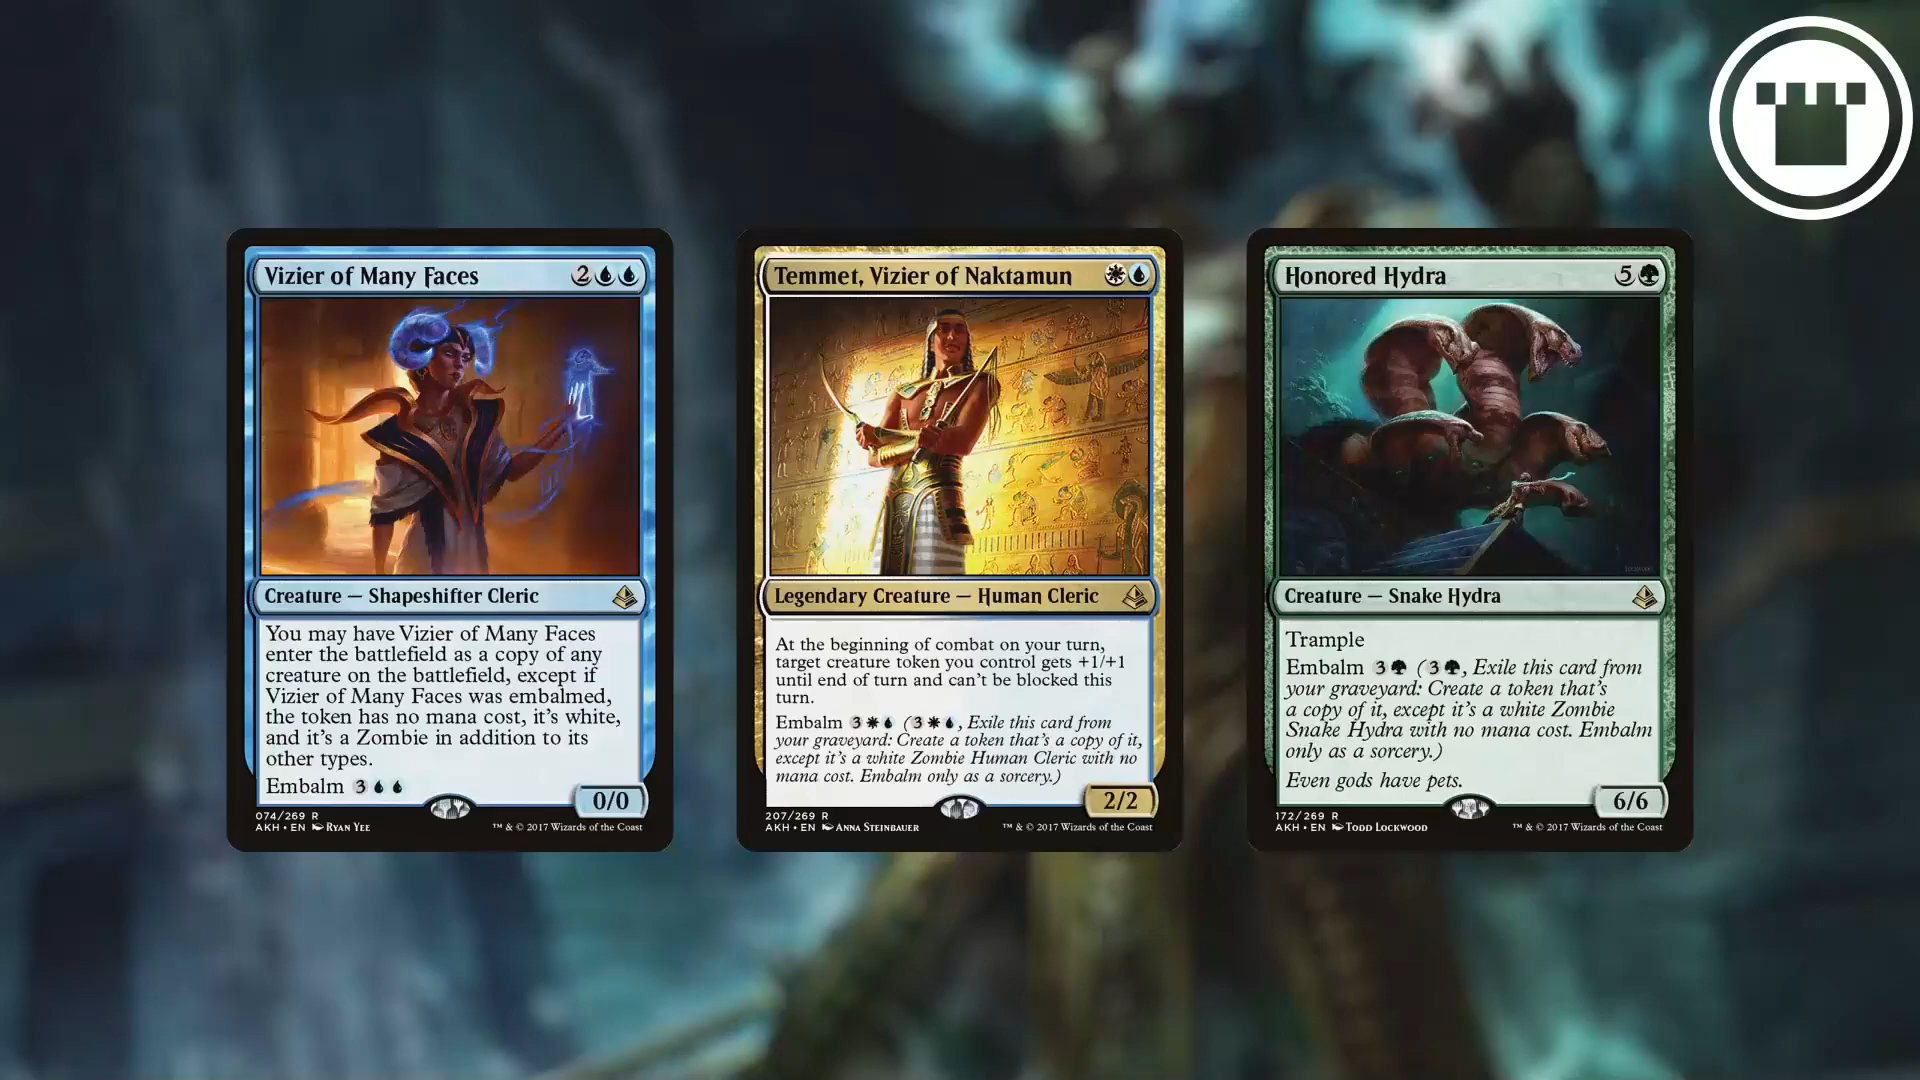 Vizier of Many Faces 2
Creature — Shapeshifter Cleric
You may have Vizier of Many Faces
enter the battlefield as a copy of any
creature on the battlefield, except if
Vizier of Many Faces was embalmed,
the token has no mana cost, it's white,
and it's a Zombie in addition to its
other types.
Embalm 3
0/0
074/269 R
AKH • EN RYAN YEE
™ & © 2017 Wizards of the Coast
Temmet, Vizier of Naktamun
Legendary Creature — Human Cleric
At the beginning of combat on your turn,
target creature token you control gets +1/+1
until end of turn and can't be blocked this
turn.
Embalm 3 (3, Exile this card from
your graveyard: Create a token that's a copy of it,
except it's a white Zombie Human Cleric with no
mana cost. Embalm only as a sorcery.)
2/2
207/269 R
AKH • EN ANNA STEINBAUER
™ & © 2017 Wizards of the Coast
Honored Hydra 5
Creature — Snake Hydra
Trample
Embalm 3 (3, Exile this card from
your graveyard: Create a token that's
a copy of it, except it's a white Zombie
Snake Hydra with no mana cost. Embalm
only as a sorcery.)
Even gods have pets.
6/6
172/269 R
AKH • EN TODD LOCKWOOD
™ & © 2017 Wizards of the Coast